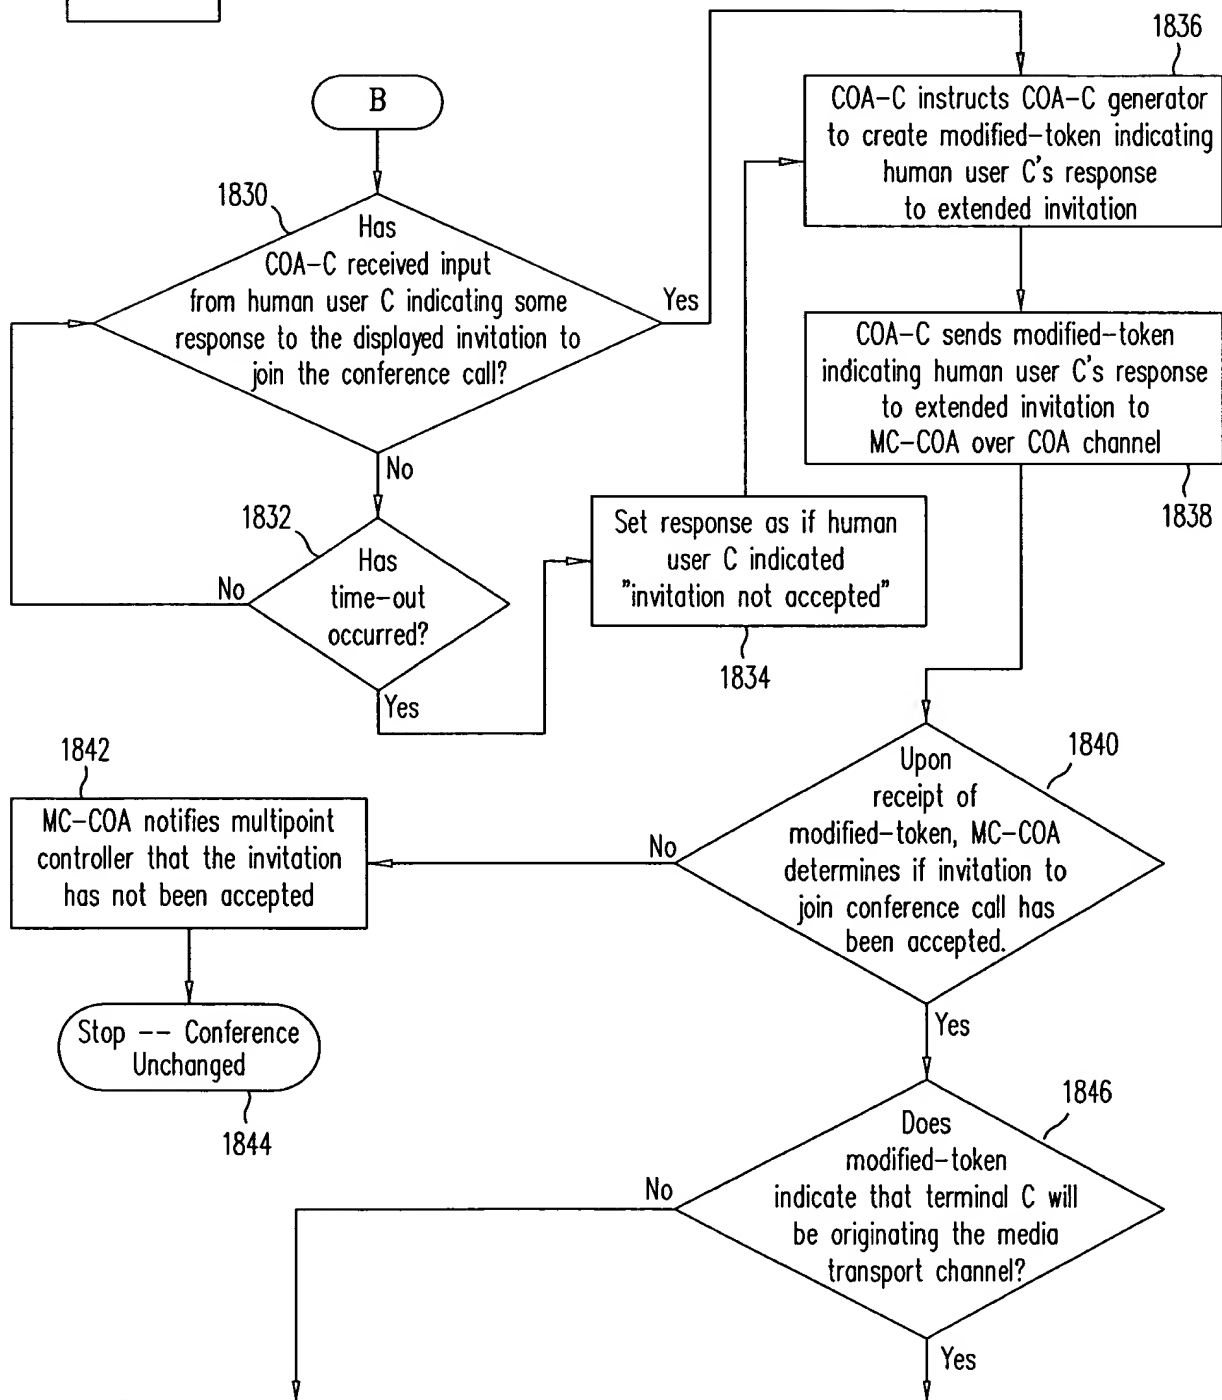 B
1830
Has
COA-C received input
from human user C indicating some
response to the displayed invitation to
join the conference call?
Yes
No
1832
Has
time-out
occurred?
No
Yes
Set response as if human
user C indicated
"invitation not accepted"
1834
1836
COA-C instructs COA-C generator
to create modified-token indicating
human user C's response
to extended invitation
COA-C sends modified-token
indicating human user C's response
to extended invitation to
MC-COA over COA channel
1838
1840
Upon
receipt of
modified-token, MC-COA
determines if invitation to
join conference call has
been accepted.
No
Yes
1842
MC-COA notifies multipoint
controller that the invitation
has not been accepted
Stop -- Conference
Unchanged
1844
1846
Does
modified-token
indicate that terminal C will
be originating the media
transport channel?
No
Yes